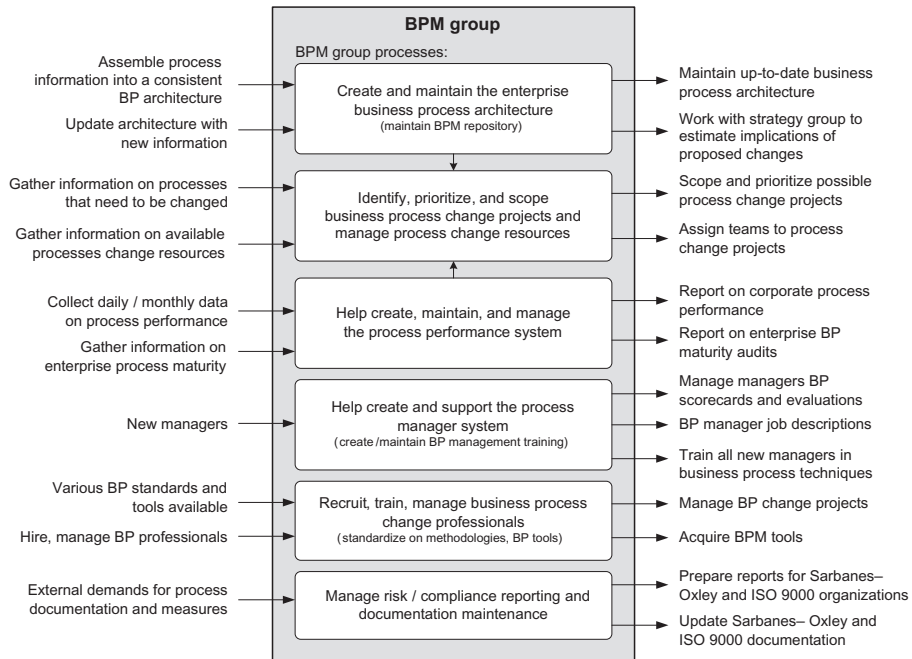 BPM group
BPM group processes:
Assemble process
information into a consistent
BP architecture
Update architecture with
new information
Create and maintain the enterprise
business process architecture
(maintain BPM repository)
Maintain up-to-date business
process architecture
Work with strategy group to
estimate implications of
proposed changes
Gather information on processes
that need to be changed
Gather information on available
processes change resources
Identify, prioritize, and scope
business process change projects and
manage process change resources
Scope and prioritize possible
process change projects
Assign teams to process
change projects
Collect daily / monthly data
on process performance
Gather information on
enterprise process maturity
Help create, maintain, and manage
the process performance system
Report on corporate process
performance
Report on enterprise BP
maturity audits
New managers
Help create and support the process
manager system
(create/maintain BP management training)
Manage managers BP
scorecards and evaluations
BP manager job descriptions
Train all new managers in
business process techniques
Various BP standards and
tools available
Hire, manage BP professionals
Recruit, train, manage business process
change professionals
(standardize on methodologies, BP tools)
Manage BP change projects
Acquire BPM tools
External demands for process
documentation and measures
Manage risk / compliance reporting and
documentation maintenance
Prepare reports for Sarbanes–
Oxley and ISO 9000 organizations
Update Sarbanes– Oxley and
ISO 9000 documentation